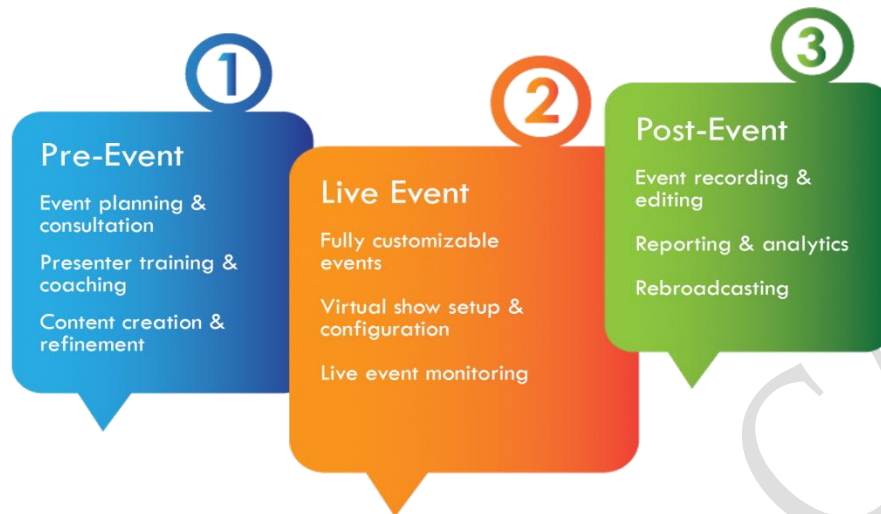 1
Pre-Event
Event planning &
consultation
Presenter training &
coaching
Content creation &
refinement
2
Live Event
Fully customizable
events
Virtual show setup &
configuration
Live event monitoring
3
Post-Event
Event recording &
editing
Reporting & analytics
Rebroadcasting